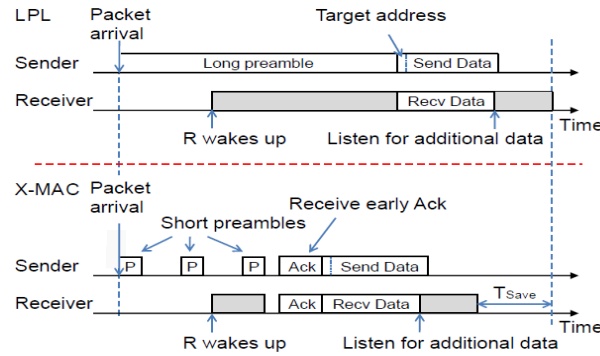 LPL
Packet
arrival
Target address
Sender
Long preamble
Send Data
Receiver
Recv Data
Time
R wakes up
Listen for additional data
X-MAC
Packet
arrival
Receive early Ack
Short preambles
Sender
P
P
P
Ack
Send Data
Receiver
Ack
Recv Data
TSave
Time
R wakes up
Listen for additional data